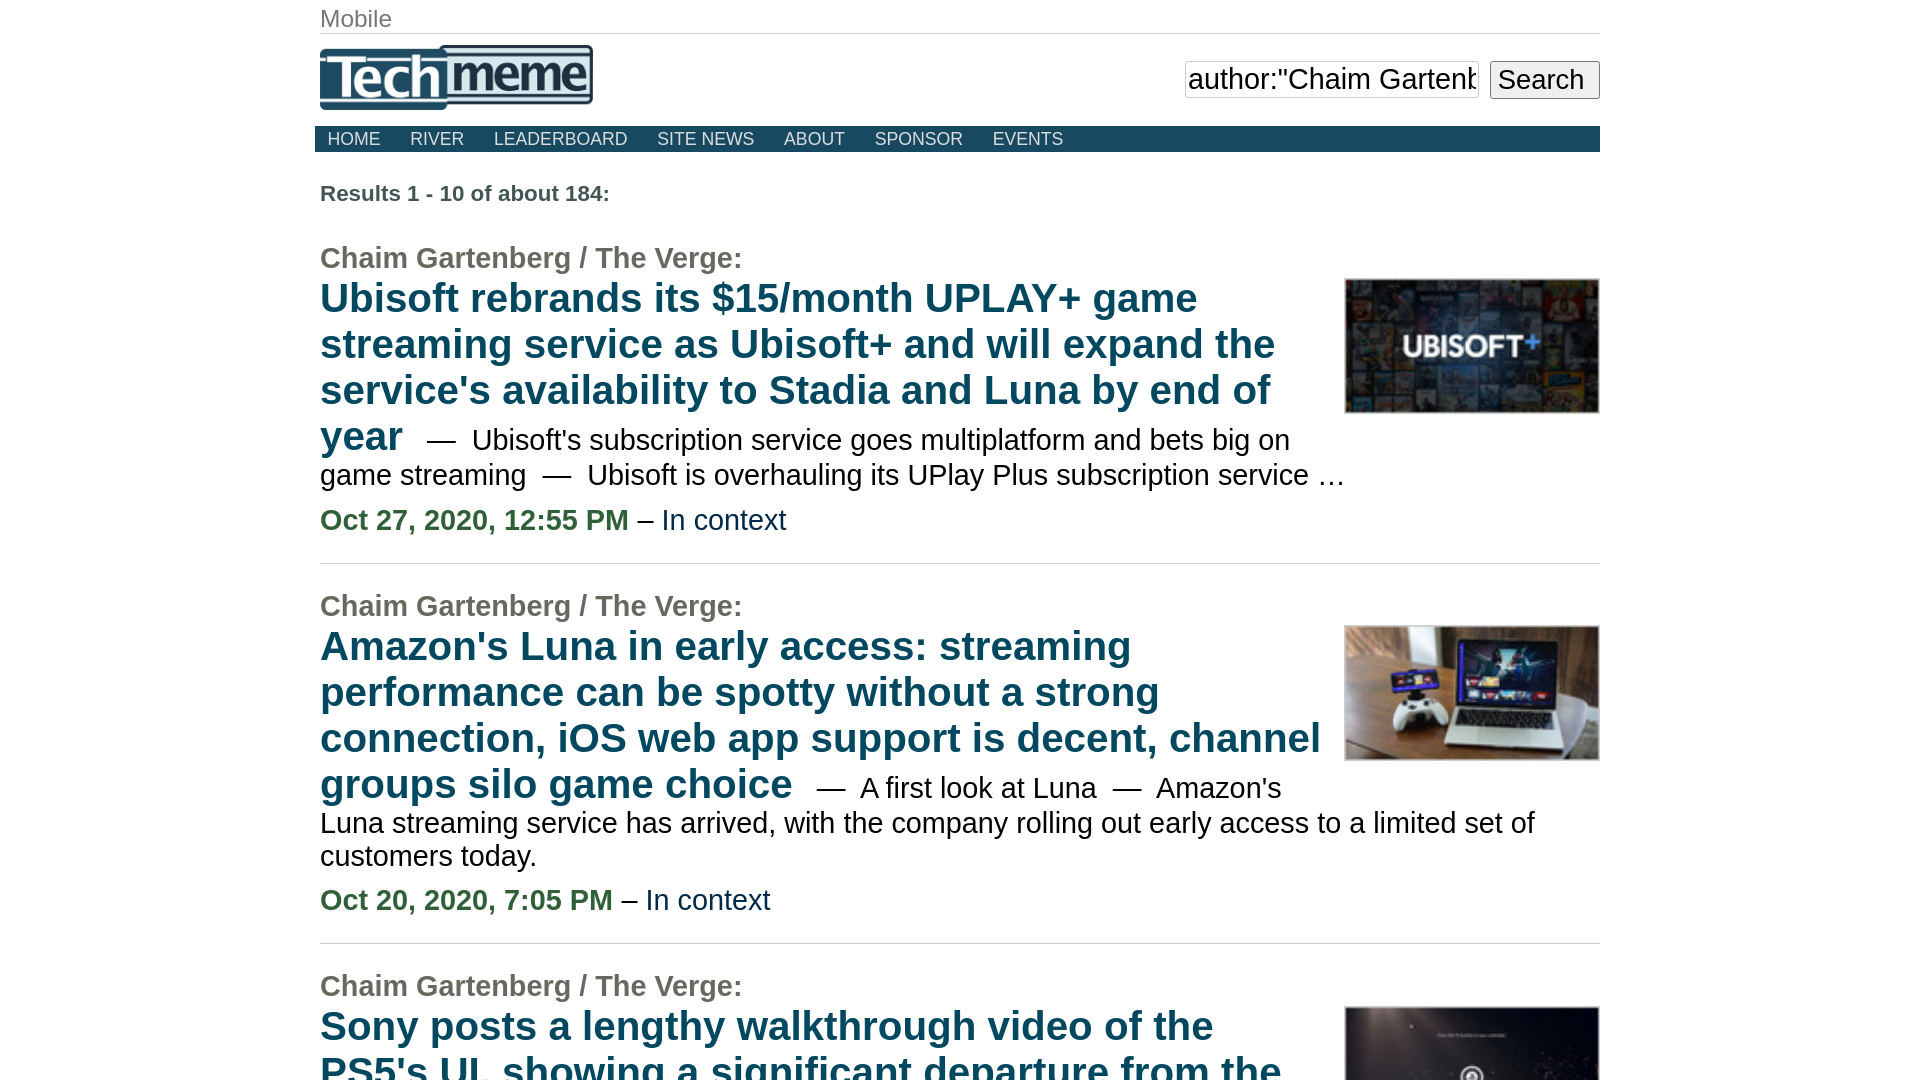 Mobile
Techmeme
author:"Chaim Gartenb
Search
HOME RIVER LEADERBOARD SITE NEWS ABOUT SPONSOR EVENTS
Results 1 - 10 of about 184:
Chaim Gartenberg / The Verge:
Ubisoft rebrands its $15/month UPLAY+ game
streaming service as Ubisoft+ and will expand the
service's availability to Stadia and Luna by end of
year — Ubisoft's subscription service goes multiplatform and bets big on
game streaming — Ubisoft is overhauling its UPlay Plus subscription service …
UBISOFT+
Oct 27, 2020, 12:55 PM – In context
Chaim Gartenberg / The Verge:
Amazon's Luna in early access: streaming
performance can be spotty without a strong
connection, iOS web app support is decent, channel
groups silo game choice — A first look at Luna — Amazon's
Luna streaming service has arrived, with the company rolling out early access to a limited set of
customers today.
Oct 20, 2020, 7:05 PM – In context
Chaim Gartenberg / The Verge:
Sony posts a lengthy walkthrough video of the
PS5's UI, showing a significant departure from the